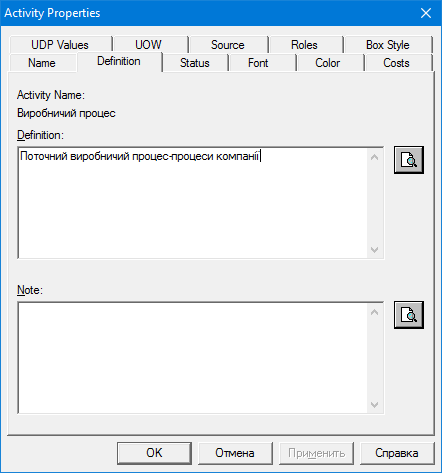 Activity Properties
UDP Values UOW Source Roles Box Style
Name Definition Status Font Color Costs
Activity Name:
Виробничий процес
Definition:
Поточний виробничий процес-процеси компанії
Note:
OK Отмена Применить Справка